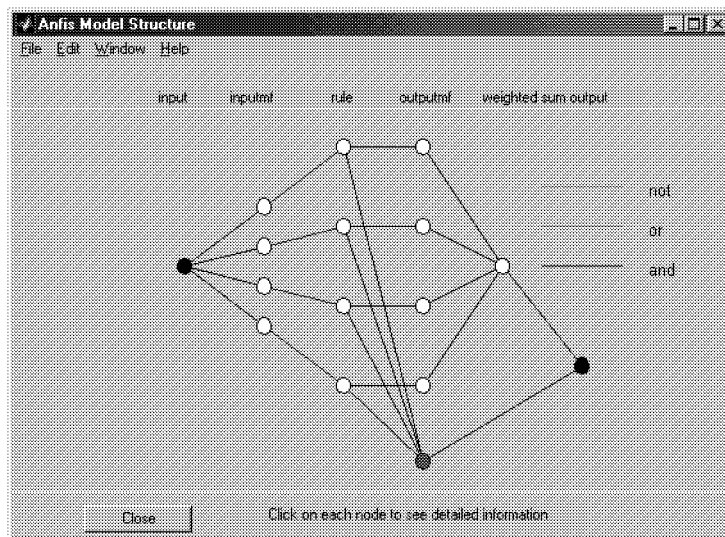 Anfis Model Structure
File Edit Window Help
input inputmf rule outputmf weighted sum output
not
or
and
Close
Click on each node to see detailed information